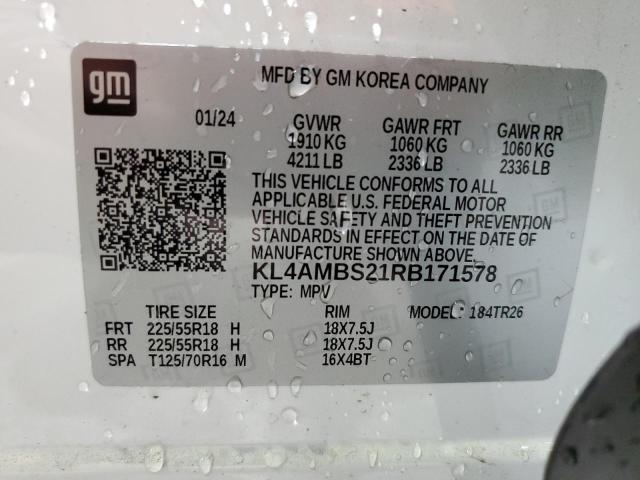 gm
MFD BY GM KOREA COMPANY
01/24
GVWR GAWR FRT GAWR RR
1910 KG 1060 KG 1060 KG
4211 LB 2336 LB 2336 LB
THIS VEHICLE CONFORMS TO ALL
APPLICABLE U.S. FEDERAL MOTOR
VEHICLE SAFETY AND THEFT PREVENTION
STANDARDS IN EFFECT ON THE DATE OF
MANUFACTURE SHOWN ABOVE.
KL4AMBS21RB171578
TYPE: MPV
TIRE SIZE RIM MODEL: 184TR26
FRT 225/55R18 H 18X7.5J
RR 225/55R18 H 18X7.5J
SPA T125/70R16 M 16X4BT